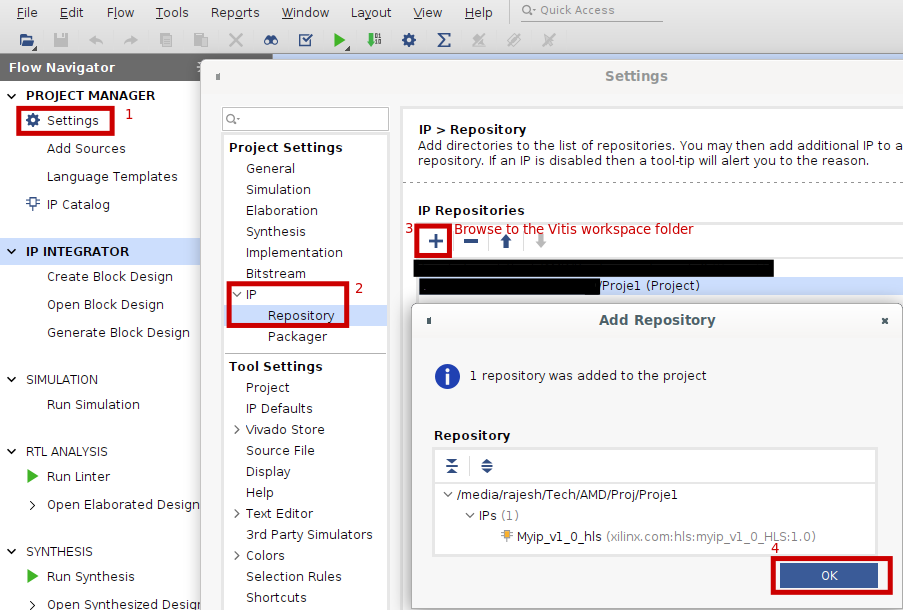 File Edit Flow Tools Reports Window Layout View Help Quick Access
Flow Navigator
PROJECT MANAGER
Settings 1
Add Sources
Language Templates
IP Catalog
IP INTEGRATOR
Create Block Design
Open Block Design
Generate Block Design
SIMULATION
Run Simulation
RTL ANALYSIS
Run Linter
Open Elaborated Design
SYNTHESIS
Run Synthesis
Open Synthesized Design
Settings
Project Settings
General
Simulation
Elaboration
Synthesis
Implementation
Bitstream
IP 2
Repository
Packager
Tool Settings
Project
IP Defaults
Vivado Store
Source File
Display
Help
Text Editor
3rd Party Simulators
Colors
Selection Rules
Shortcuts
IP > Repository
Add directories to the list of repositories. You may then add additional IP to a
repository. If an IP is disabled then a tool-tip will alert you to the reason.
IP Repositories
3 Browse to the Vitis workspace folder
/Proje1 (Project)
Add Repository
1 repository was added to the project
Repository
/media/rajesh/Tech/AMD/Proj/Proje1
IPs (1)
Myip_v1_0_hls (xilinx.com:hls:myip_v1_0_HLS:1.0)
4
OK